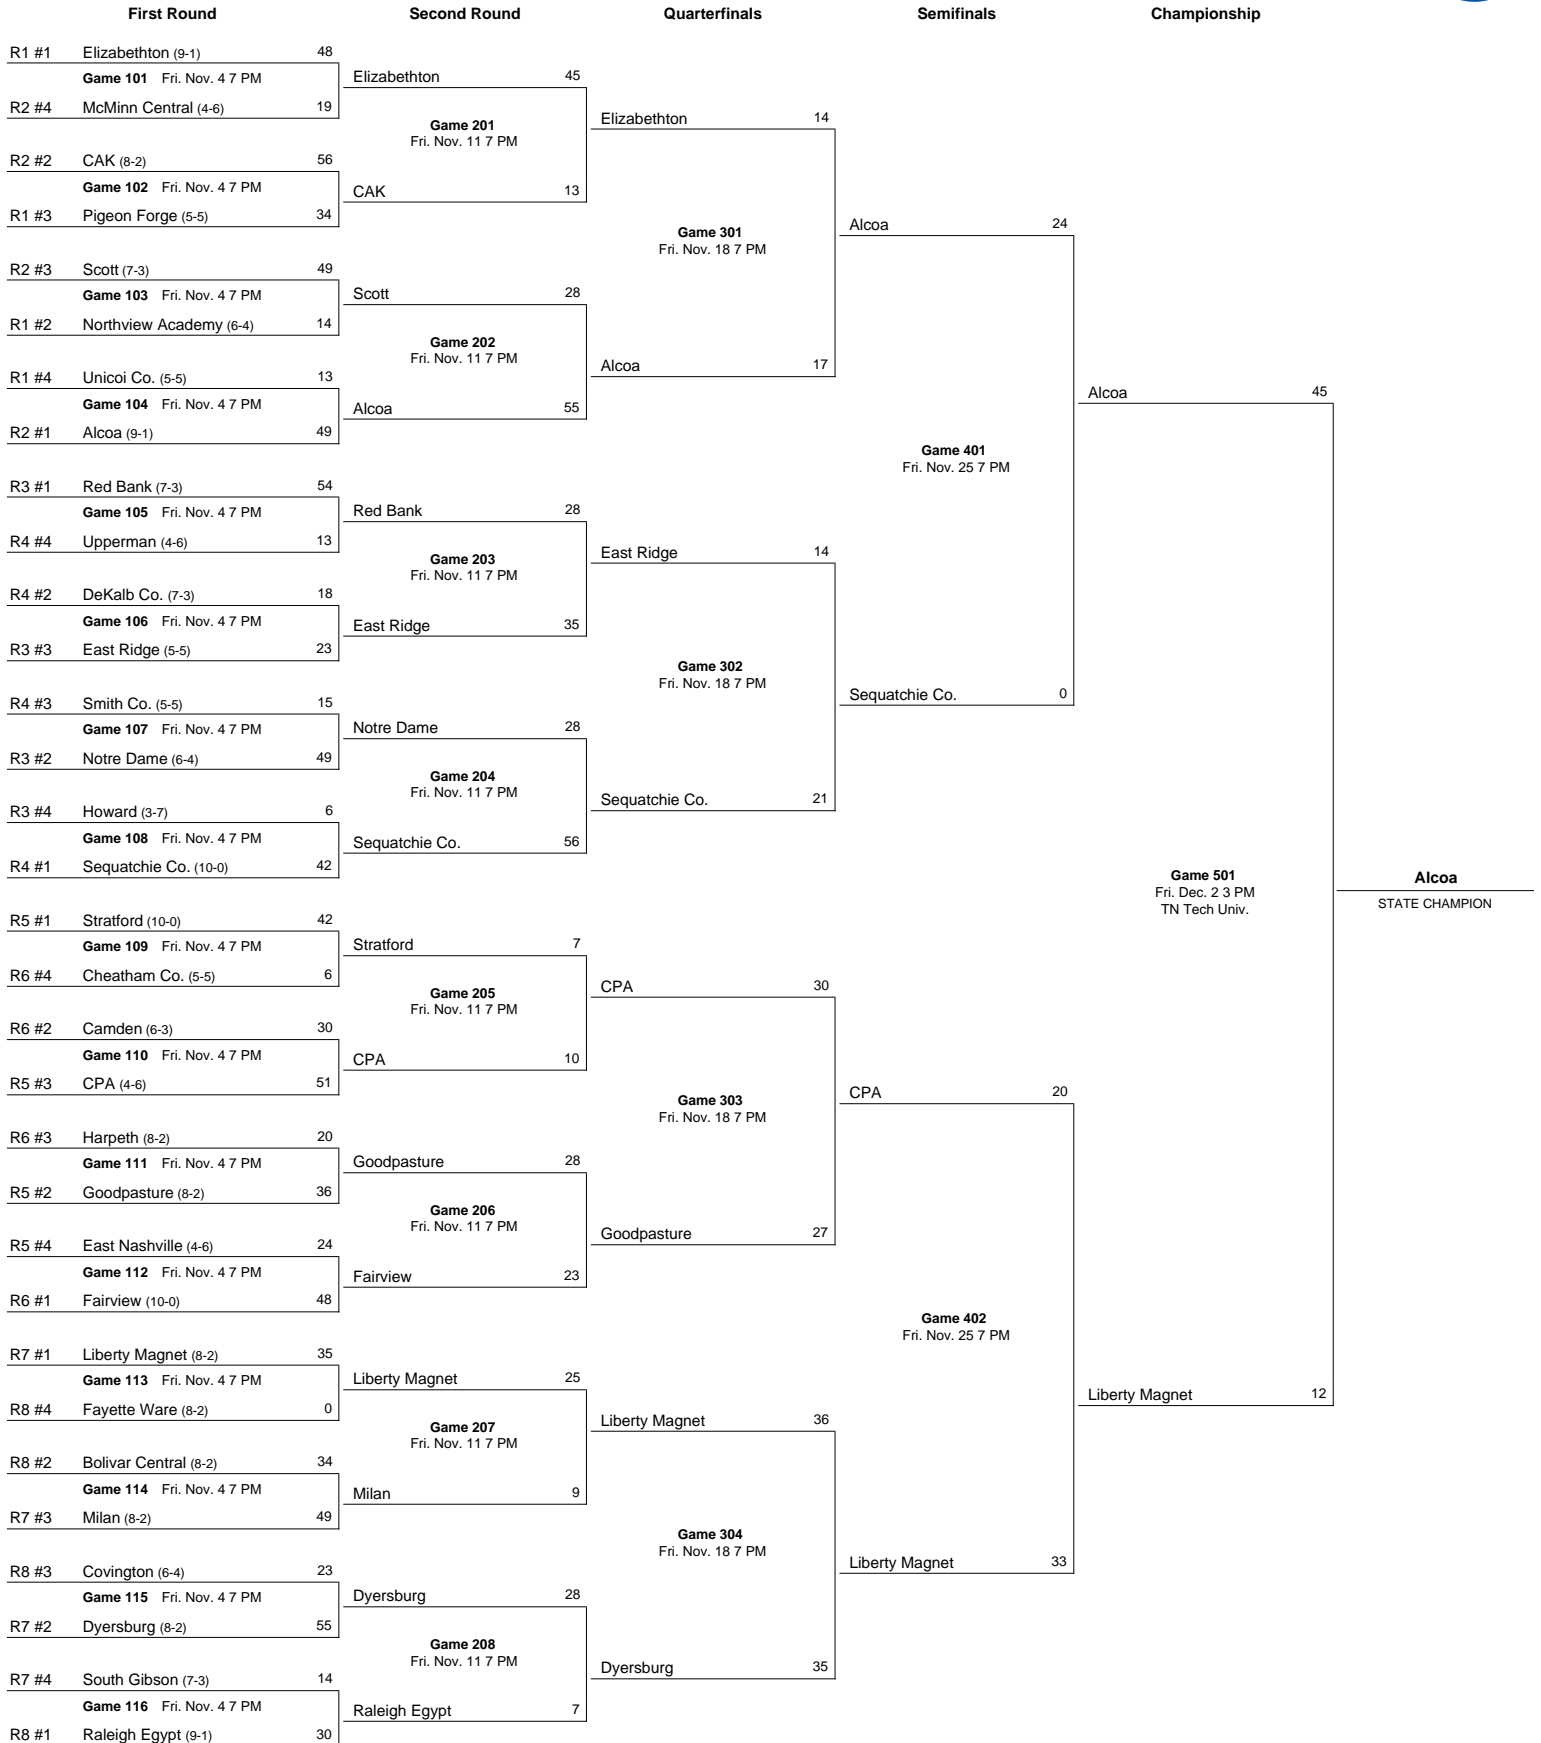 First Round Second Round Quarterfinals Semifinals Championship
R1 #1 Elizabethton (9-1) 48
Game 101 Fri. Nov. 4 7 PM
R2 #4 McMinn Central (4-6) 19
R2 #2 CAK (8-2) 56
Game 102 Fri. Nov. 4 7 PM
R1 #3 Pigeon Forge (5-5) 34
R2 #3 Scott (7-3) 49
Game 103 Fri. Nov. 4 7 PM
R1 #2 Northview Academy (6-4) 14
R1 #4 Unicoi Co. (5-5) 13
Game 104 Fri. Nov. 4 7 PM
R2 #1 Alcoa (9-1) 49
R3 #1 Red Bank (7-3) 54
Game 105 Fri. Nov. 4 7 PM
R4 #4 Upperman (4-6) 13
R4 #2 DeKalb Co. (7-3) 18
Game 106 Fri. Nov. 4 7 PM
R3 #3 East Ridge (5-5) 23
R4 #3 Smith Co. (5-5) 15
Game 107 Fri. Nov. 4 7 PM
R3 #2 Notre Dame (6-4) 49
R3 #4 Howard (3-7) 6
Game 108 Fri. Nov. 4 7 PM
R4 #1 Sequatchie Co. (10-0) 42
R5 #1 Stratford (10-0) 42
Game 109 Fri. Nov. 4 7 PM
R6 #4 Cheatham Co. (5-5) 6
R6 #2 Camden (6-3) 30
Game 110 Fri. Nov. 4 7 PM
R5 #3 CPA (4-6) 51
R6 #3 Harpeth (8-2) 20
Game 111 Fri. Nov. 4 7 PM
R5 #2 Goodpasture (8-2) 36
R5 #4 East Nashville (4-6) 24
Game 112 Fri. Nov. 4 7 PM
R6 #1 Fairview (10-0) 48
R7 #1 Liberty Magnet (8-2) 35
Game 113 Fri. Nov. 4 7 PM
R8 #4 Fayette Ware (8-2) 0
R8 #2 Bolivar Central (8-2) 34
Game 114 Fri. Nov. 4 7 PM
R7 #3 Milan (8-2) 49
R8 #3 Covington (6-4) 23
Game 115 Fri. Nov. 4 7 PM
R7 #2 Dyersburg (8-2) 55
R7 #4 South Gibson (7-3) 14
Game 116 Fri. Nov. 4 7 PM
R8 #1 Raleigh Egypt (9-1) 30
Elizabethton 45
Game 201
Fri. Nov. 11 7 PM
CAK 13
Scott 28
Game 202
Fri. Nov. 11 7 PM
Alcoa 55
Red Bank 28
Game 203
Fri. Nov. 11 7 PM
East Ridge 35
Notre Dame 28
Game 204
Fri. Nov. 11 7 PM
Sequatchie Co. 56
Stratford 7
Game 205
Fri. Nov. 11 7 PM
CPA 10
Goodpasture 28
Game 206
Fri. Nov. 11 7 PM
Fairview 23
Liberty Magnet 25
Game 207
Fri. Nov. 11 7 PM
Milan 9
Dyersburg 28
Game 208
Fri. Nov. 11 7 PM
Raleigh Egypt 7
Elizabethton 14
Game 301
Fri. Nov. 18 7 PM
Alcoa 17
East Ridge 14
Game 302
Fri. Nov. 18 7 PM
Sequatchie Co. 21
CPA 30
Game 303
Fri. Nov. 18 7 PM
Goodpasture 27
Liberty Magnet 36
Game 304
Fri. Nov. 18 7 PM
Dyersburg 35
Alcoa 24
Game 401
Fri. Nov. 25 7 PM
Sequatchie Co. 0
CPA 20
Game 402
Fri. Nov. 25 7 PM
Liberty Magnet 33
Alcoa 45
Game 501
Fri. Dec. 2 3 PM
TN Tech Univ.
Liberty Magnet 12
Alcoa
STATE CHAMPION